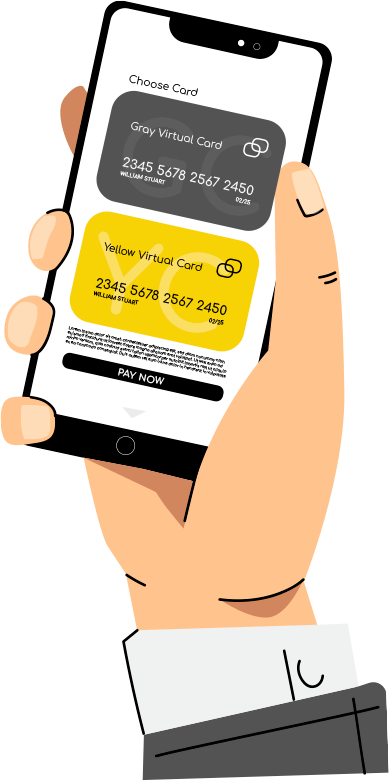 Choose Card
GC
Gray Virtual Card
2345 5678 2567 2450
WILLIAM STUART
02/25
YC
Yellow Virtual Card
2345 5678 2567 2450
WILLIAM STUART
02/25
PAY NOW